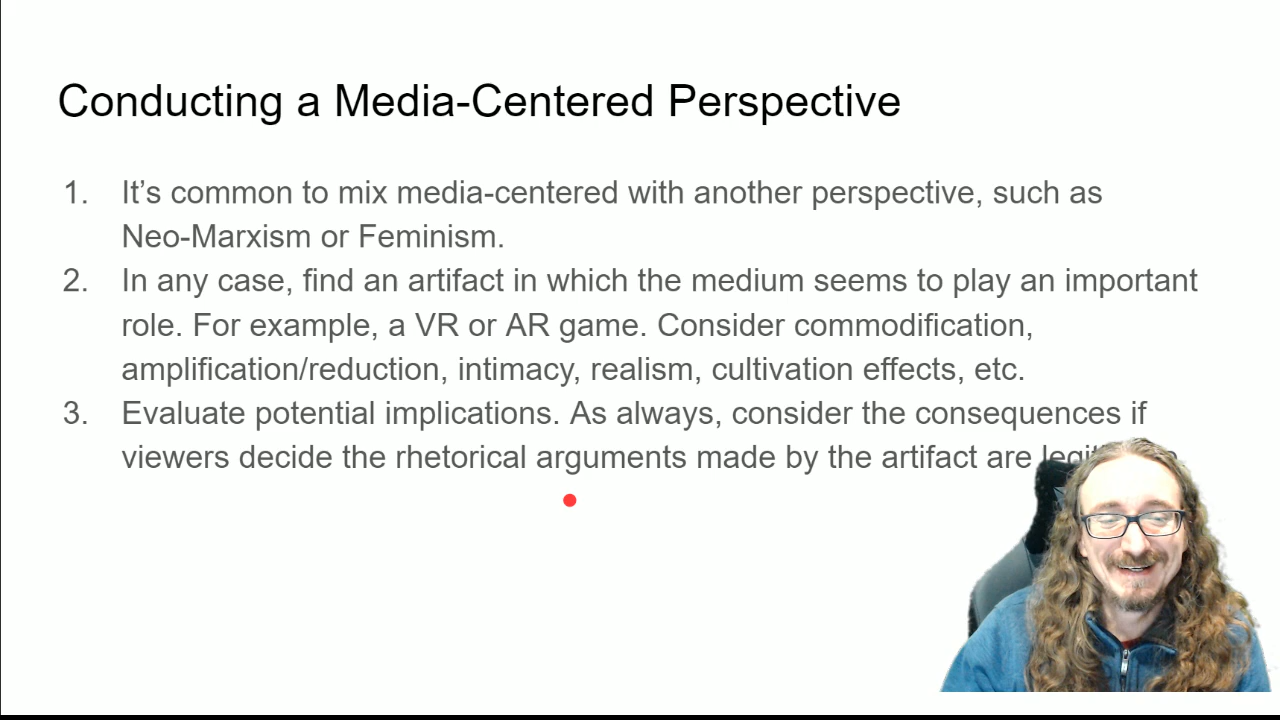 Conducting a Media-Centered Perspective
1. It’s common to mix media-centered with another perspective, such as
Neo-Marxism or Feminism.
2. In any case, find an artifact in which the medium seems to play an important
role. For example, a VR or AR game. Consider commodification,
amplification/reduction, intimacy, realism, cultivation effects, etc.
3. Evaluate potential implications. As always, consider the consequences if
viewers decide the rhetorical arguments made by the artifact are